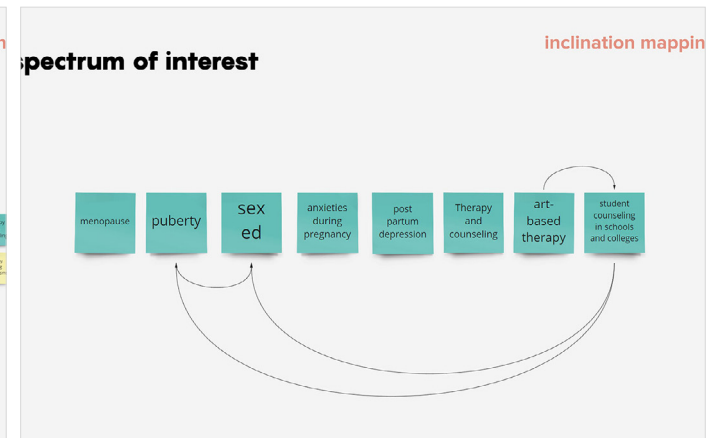 inclination mappin
spectrum of interest
menopause
puberty
sex
ed
anxieties
during
pregnancy
post
partum
depression
Therapy
and
counseling
art-
based
therapy
student
counseling
in schools
and colleges